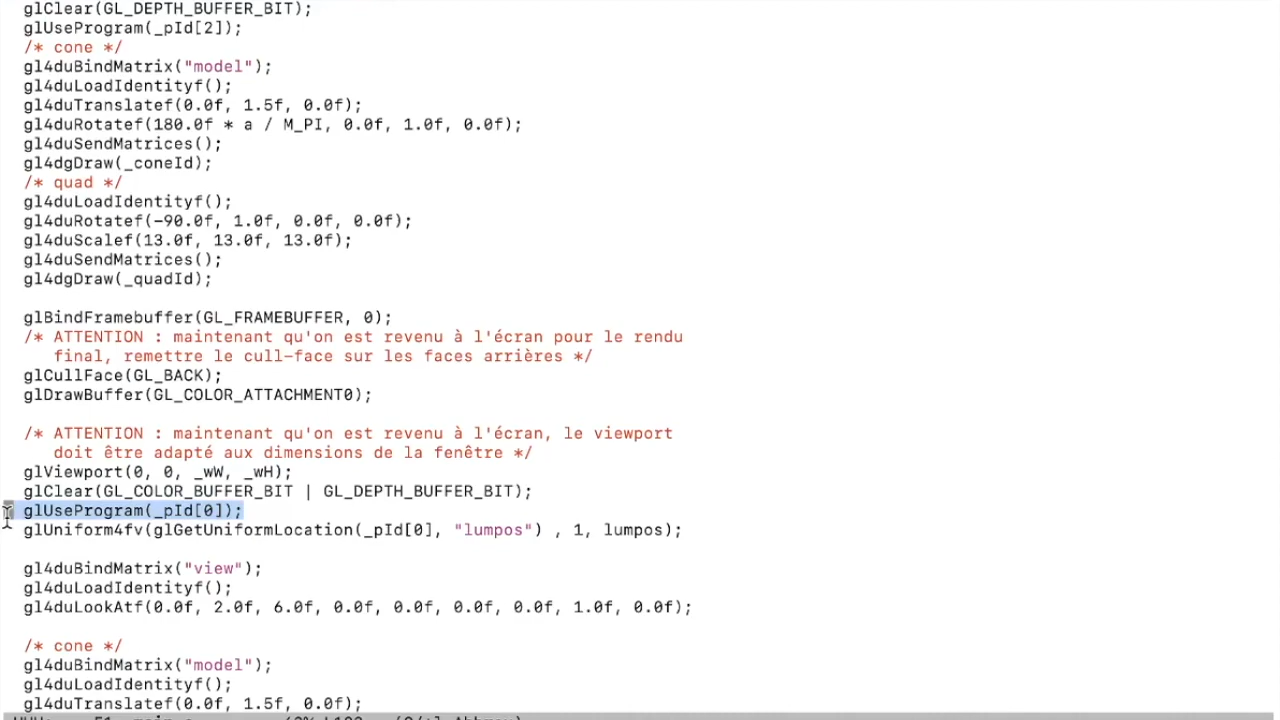 glClear(GL_DEPTH_BUFFER_BIT);
glUseProgram(_pId[2]);
/* cone */
gl4duBindMatrix("model");
gl4duLoadIdentityf();
gl4duTranslatef(0.0f, 1.5f, 0.0f);
gl4duRotatef(180.0f * a / M_PI, 0.0f, 1.0f, 0.0f);
gl4duSendMatrices();
gl4dgDraw(_coneId);
/* quad */
gl4duLoadIdentityf();
gl4duRotatef(-90.0f, 1.0f, 0.0f, 0.0f);
gl4duScalef(13.0f, 13.0f, 13.0f);
gl4duSendMatrices();
gl4dgDraw(_quadId);
glBindFramebuffer(GL_FRAMEBUFFER, 0);
/* ATTENTION : maintenant qu'on est revenu à l'écran pour le rendu
final, remettre le cull-face sur les faces arrières */
glCullFace(GL_BACK);
glDrawBuffer(GL_COLOR_ATTACHMENT0);
/* ATTENTION : maintenant qu'on est revenu à l'écran, le viewport
doit être adapté aux dimensions de la fenêtre */
glViewport(0, 0, _wW, _wH);
glClear(GL_COLOR_BUFFER_BIT | GL_DEPTH_BUFFER_BIT);
glUseProgram(_pId[0]);
glUniform4fv(glGetUniformLocation(_pId[0], "lumpos") , 1, lumpos);
gl4duBindMatrix("view");
gl4duLoadIdentityf();
gl4duLookAtf(0.0f, 2.0f, 6.0f, 0.0f, 0.0f, 0.0f, 0.0f, 1.0f, 0.0f);
/* cone */
gl4duBindMatrix("model");
gl4duLoadIdentityf();
gl4duTranslatef(0.0f, 1.5f, 0.0f);